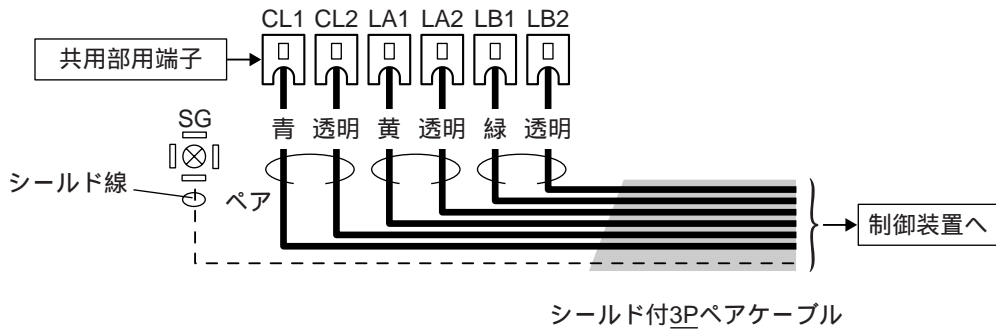 CL1 CL2 LA1 LA2 LB1 LB2
共用部用端子
SG
青 透明 黄 透明 緑 透明
シールド線
ペア
制御装置へ
シールド付3Pペアケーブル